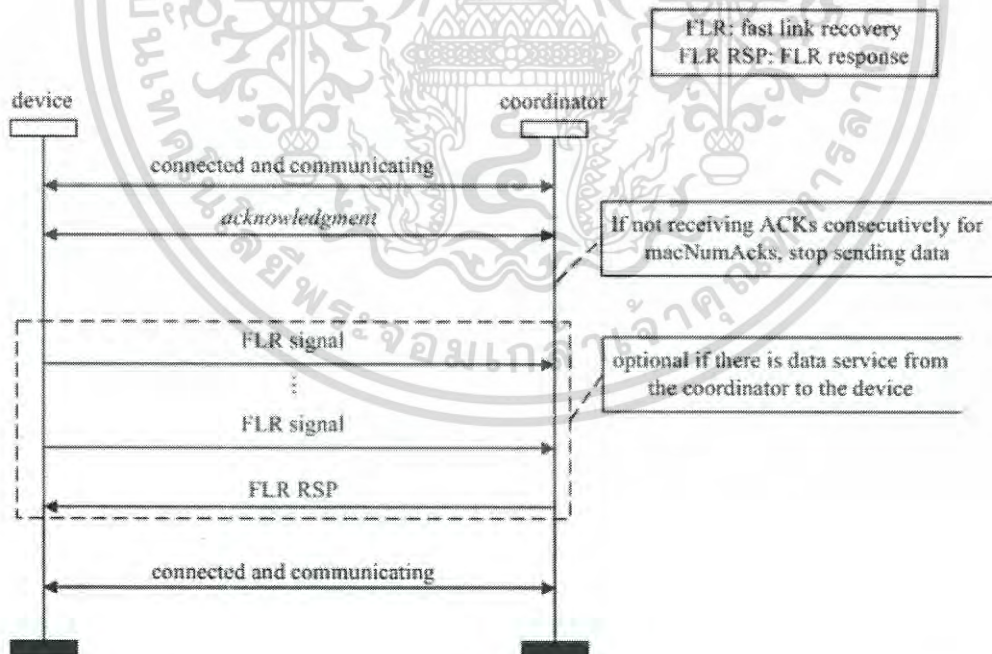 FLR: fast link recovery
FLR RSP: FLR response
device
coordinator
connected and communicating
acknowledgment
If not receiving ACKs consecutively for
macNumAcks, stop sending data
FLR signal
⋮
optional if there is data service from
the coordinator to the device
FLR signal
FLR RSP
connected and communicating